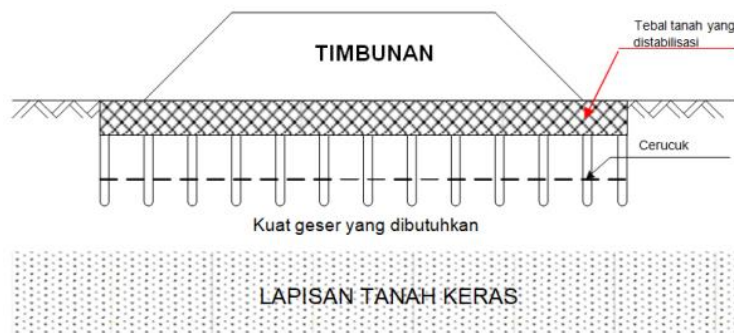 Tebal tanah yang
distabilisasi
TIMBUNAN
Cerucuk
Kuat geser yang dibutuhkan
LAPISAN TANAH KERAS